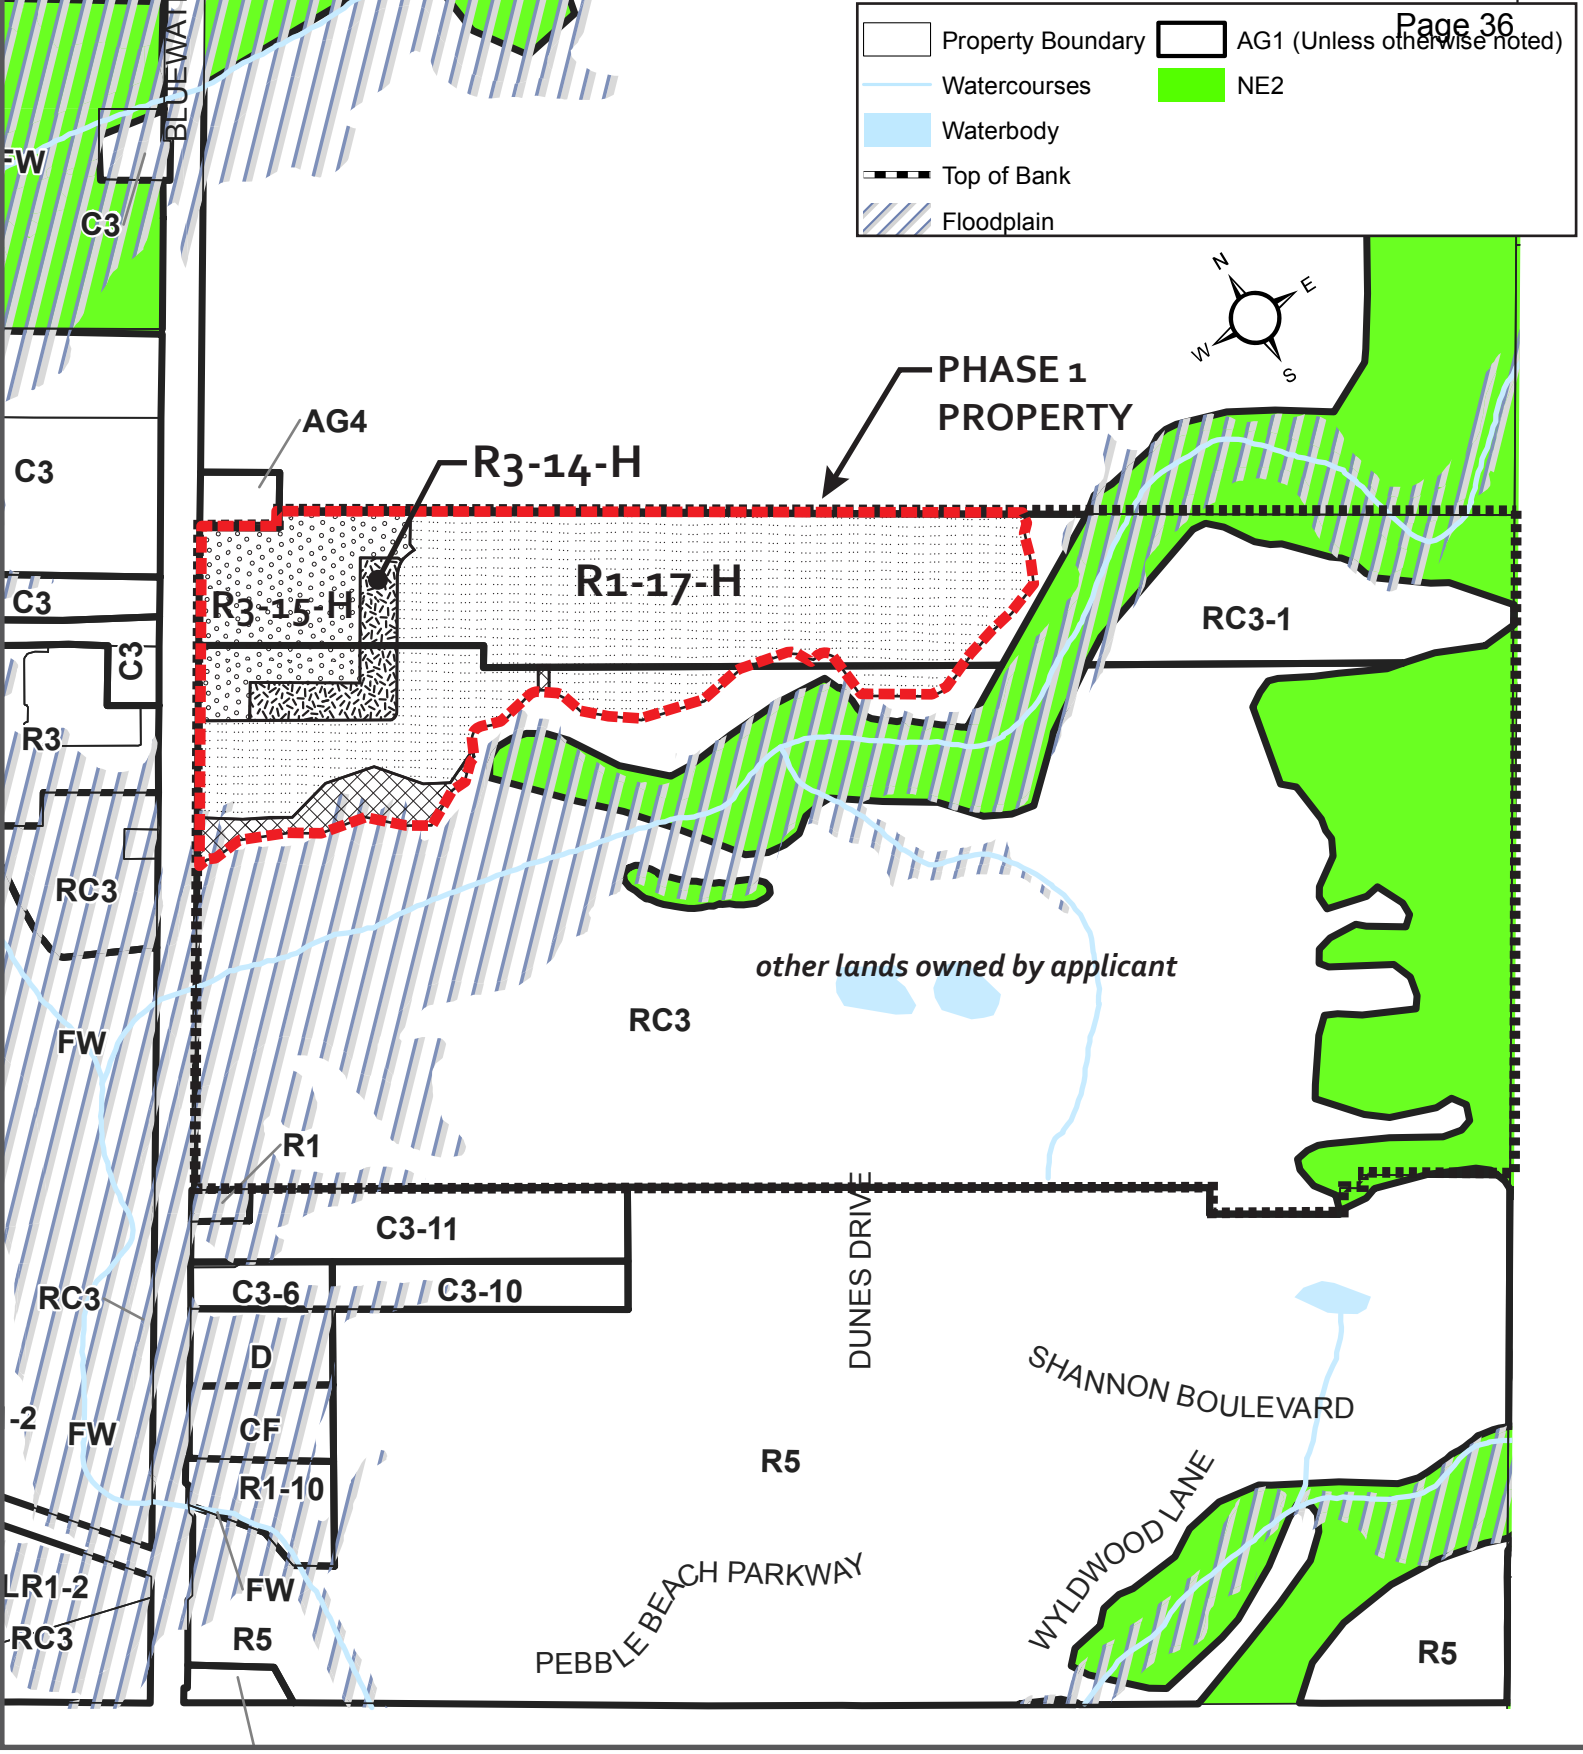 Page 36
Property Boundary
AG1 (Unless otherwise noted)
Watercourses
NE2
Waterbody
Top of Bank
Floodplain
FW
C3
N
E
W
S
PHASE 1
PROPERTY
AG4
R3-14-H
C3
R1-17-H
C3
R3-15-H
RC3-1
C3
R3
RC3
other lands owned by applicant
RC3
FW
R1
C3-11
DUNES DRIVE
RC3
C3-6
C3-10
D
SHANNON BOULEVARD
-2
FW
CF
R5
R1-10
WYLDWOOD LANE
PEBBLE BEACH PARKWAY
LR1-2
FW
RC3
R5
R5